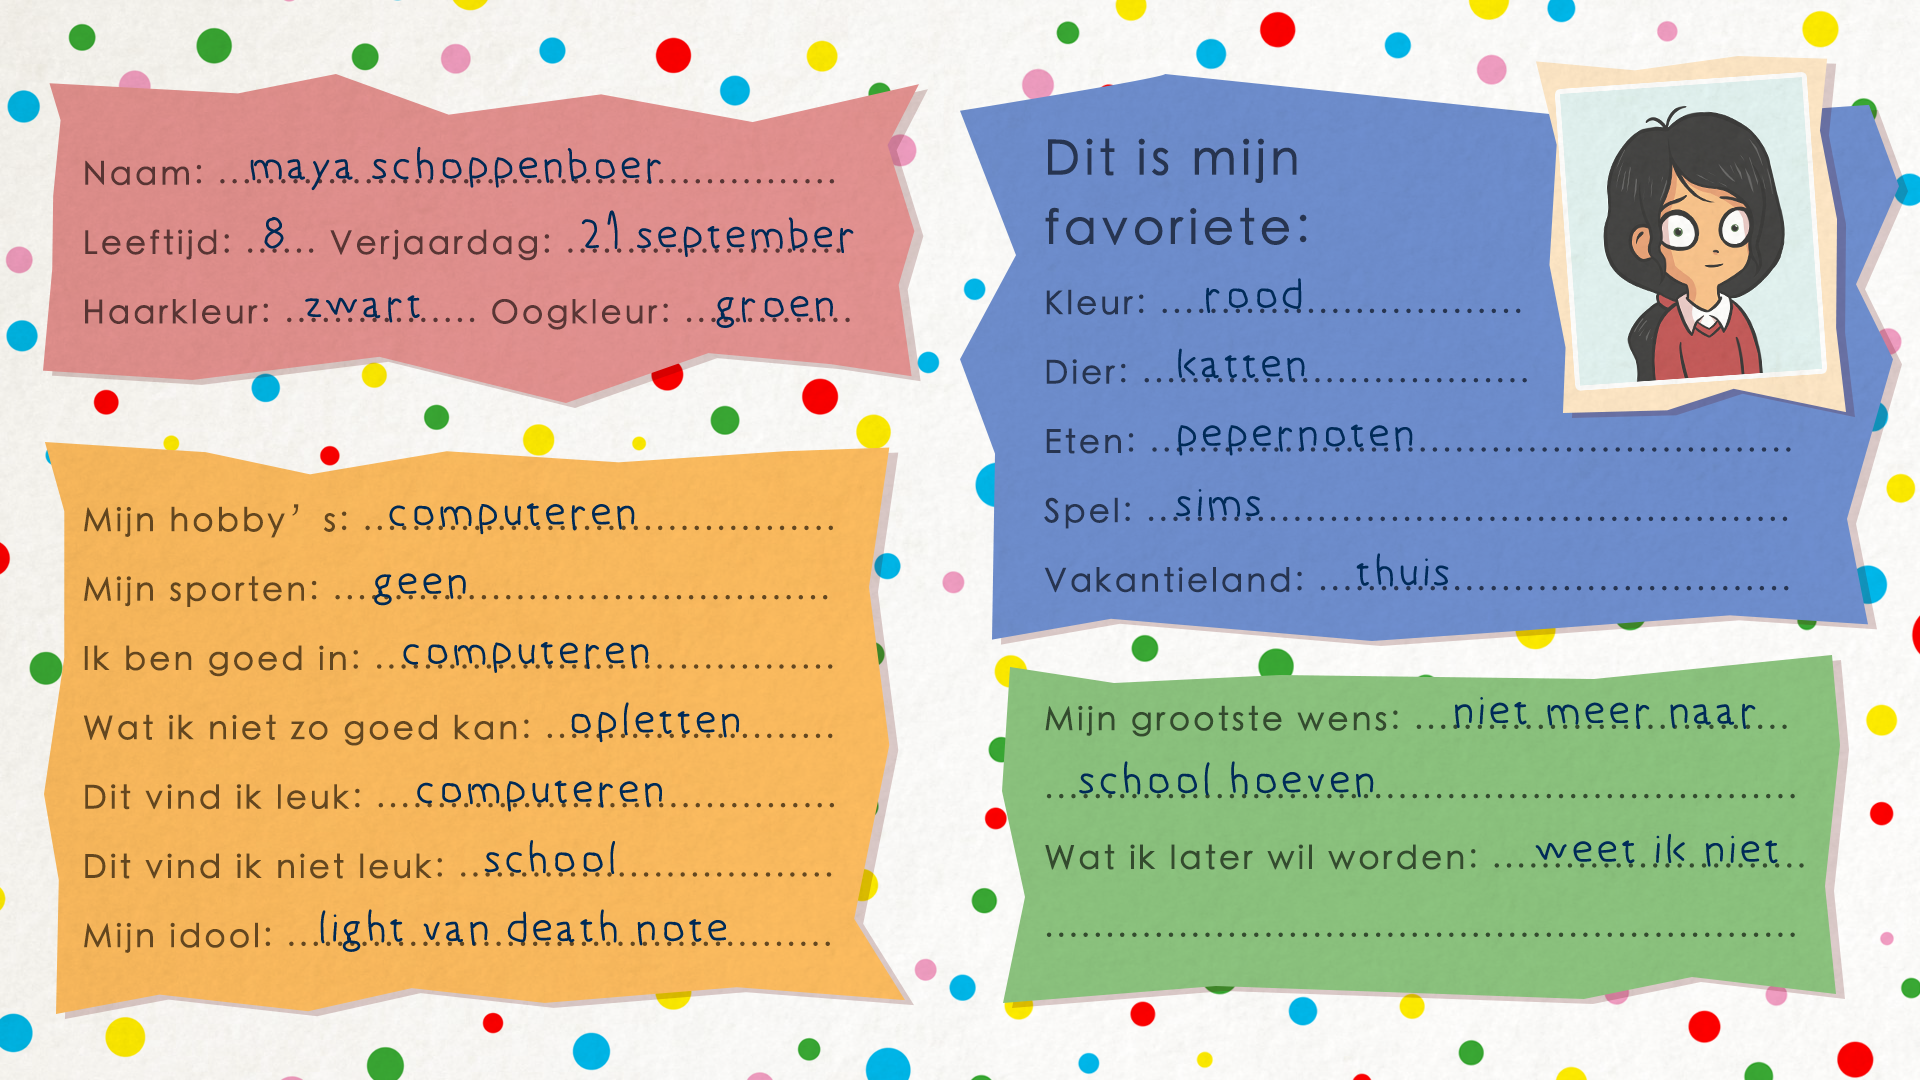 Naam: ...maya schoppenboer...............
Leeftijd: ..8.... Verjaardag: ..21 september
Haarkleur: ..zwart..... Oogkleur: ...groen..
Mijn hobby's: ..computeren..............
Mijn sporten: ...geen.........................
Ik ben goed in: ...computeren.............
Wat ik niet zo goed kan: ..opletten........
Dit vind ik leuk: ....computeren...........
Dit vind ik niet leuk: ..school...............
Mijn idool: ...light van death note.........
Dit is mijn
favoriete:
Kleur: ....rood...............
Dier: ...katten................
Eten: ..pepernoten..........................
Spel: ...sims....................................
Vakantieland: ....thuis........................
Mijn grootste wens: ...niet meer naar...
...school hoeven.............................
Wat ik later wil worden: ....weet ik niet..
..................................................